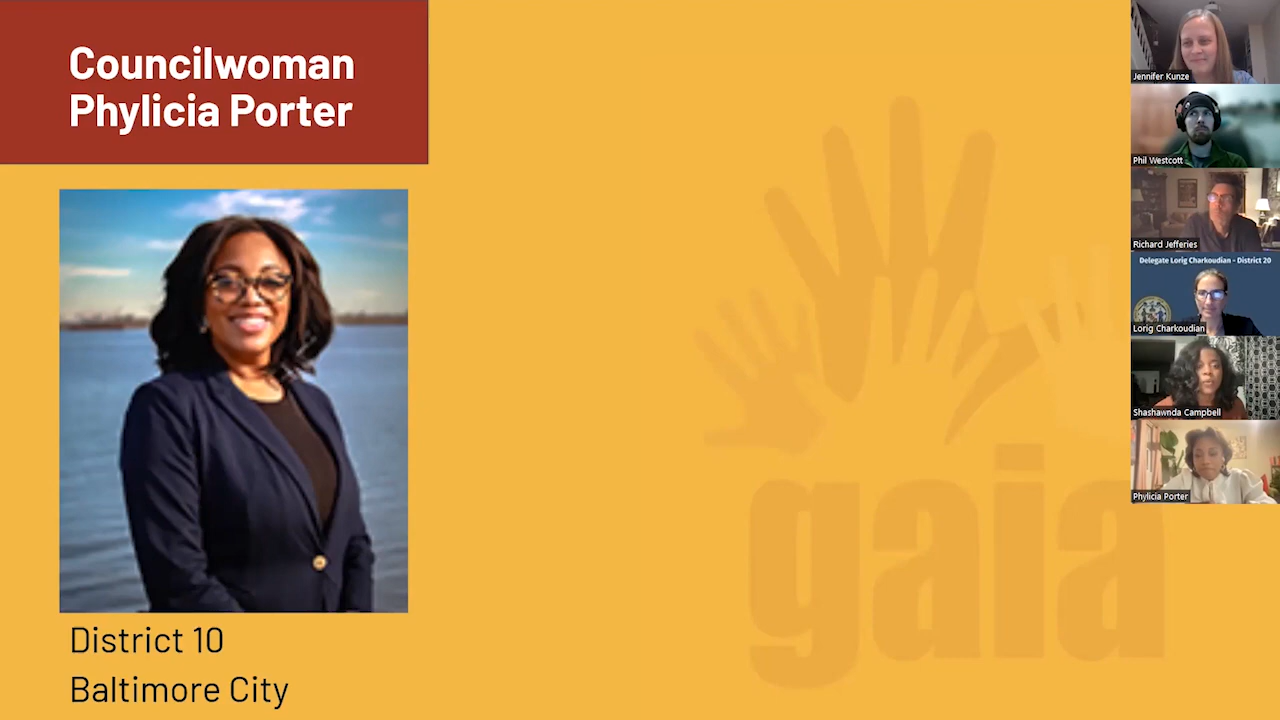 Councilwoman
Phylicia Porter
District 10
Baltimore City
gaia
Jennifer Kunze
Phil Westcott
Richard Jefferies
Delegate Lorig Charkoudian - District 20
Lorig Charkoudian
Shashawnda Campbell
Phylicia Porter